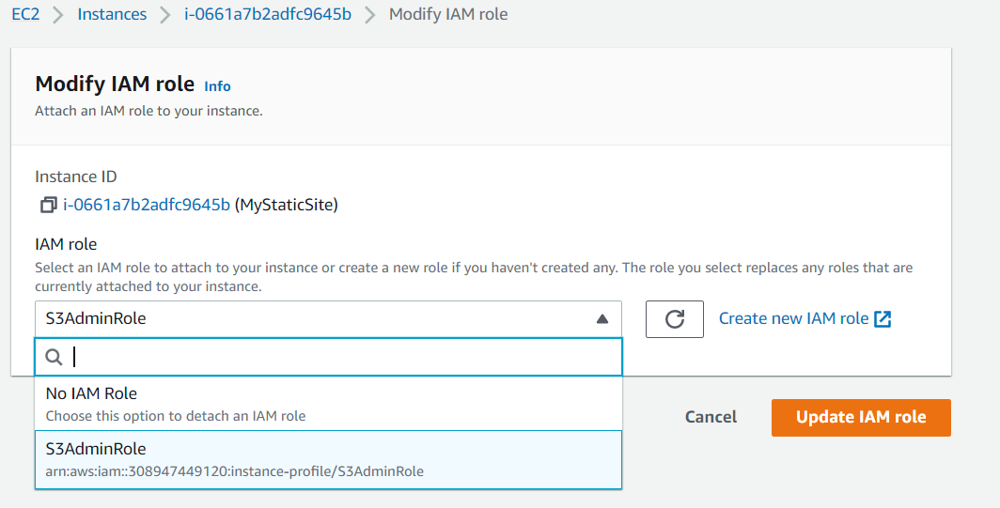 EC2 > Instances > i-0661a7b2adfc9645b > Modify IAM role
Modify IAM role Info
Attach an IAM role to your instance.
Instance ID
i-0661a7b2adfc9645b (MyStaticSite)
IAM role
Select an IAM role to attach to your instance or create a new role if you haven't created any. The role you select replaces any roles that are
currently attached to your instance.
S3AdminRole
Create new IAM role
No IAM Role
Choose this option to detach an IAM role
Cancel
Update IAM role
S3AdminRole
arn:aws:iam::308947449120:instance-profile/S3AdminRole